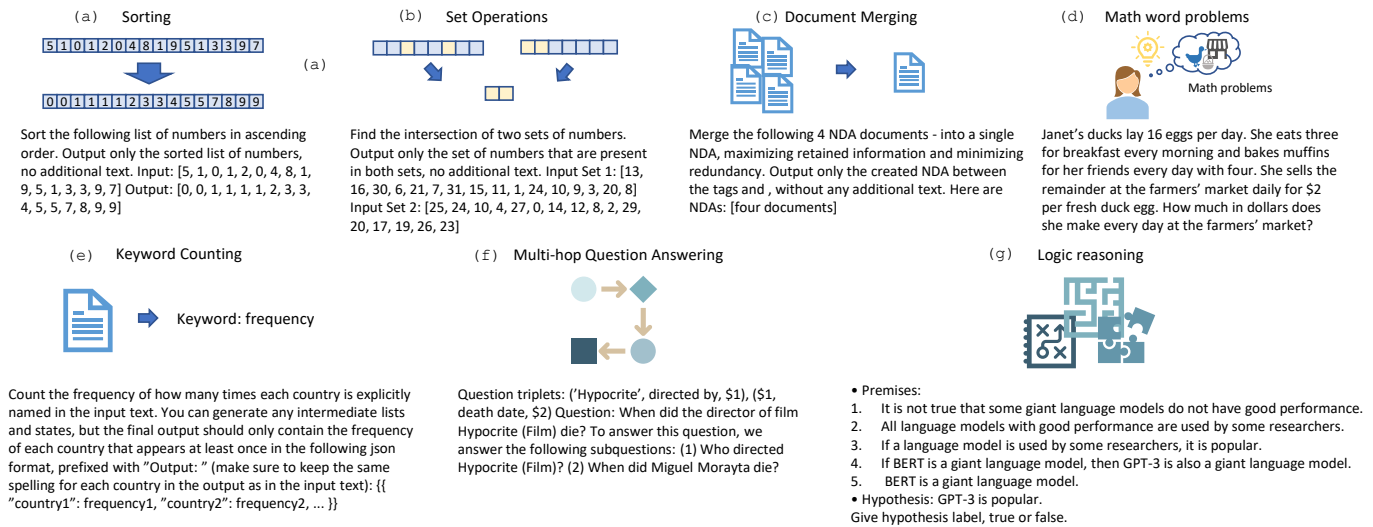 (a) Sorting
5 1 0 1 2 0 4 8 1 9 5 1 3 3 9 7
0 0 1 1 1 1 2 3 3 4 5 5 7 8 9 9
Sort the following list of numbers in ascending
order. Output only the sorted list of numbers,
no additional text. Input: [5, 1, 0, 1, 2, 0, 4, 8, 1,
9, 5, 1, 3, 3, 9, 7] Output: [0, 0, 1, 1, 1, 1, 2, 3, 3,
4, 5, 5, 7, 8, 9, 9]
(a)
(b) Set Operations
Find the intersection of two sets of numbers.
Output only the set of numbers that are present
in both sets, no additional text. Input Set 1: [13,
16, 30, 6, 21, 7, 31, 15, 11, 1, 24, 10, 9, 3, 20, 8]
Input Set 2: [25, 24, 10, 4, 27, 0, 14, 12, 8, 2, 29,
20, 17, 19, 26, 23]
(c) Document Merging
Merge the following 4 NDA documents - into a single
NDA, maximizing retained information and minimizing
redundancy. Output only the created NDA between
the tags and , without any additional text. Here are
NDAs: [four documents]
(d) Math word problems
Math problems
Janet's ducks lay 16 eggs per day. She eats three
for breakfast every morning and bakes muffins
for her friends every day with four. She sells the
remainder at the farmers' market daily for $2
per fresh duck egg. How much in dollars does
she make every day at the farmers' market?
(e) Keyword Counting
Keyword: frequency
Count the frequency of how many times each country is explicitly
named in the input text. You can generate any intermediate lists
and states, but the final output should only contain the frequency
of each country that appears at least once in the following json
format, prefixed with ”Output: ” (make sure to keep the same
spelling for each country in the output as in the input text): {{
”country1”: frequency1, ”country2”: frequency2, ... }}
(f) Multi-hop Question Answering
Question triplets: (’Hypocrite’, directed by, $1), ($1,
death date, $2) Question: When did the director of film
Hypocrite (Film) die? To answer this question, we
answer the following subquestions: (1) Who directed
Hypocrite (Film)? (2) When did Miguel Morayta die?
(g) Logic reasoning
• Premises:
1. It is not true that some giant language models do not have good performance.
2. All language models with good performance are used by some researchers.
3. If a language model is used by some researchers, it is popular.
4. If BERT is a giant language model, then GPT-3 is also a giant language model.
5. BERT is a giant language model.
• Hypothesis: GPT-3 is popular.
Give hypothesis label, true or false.